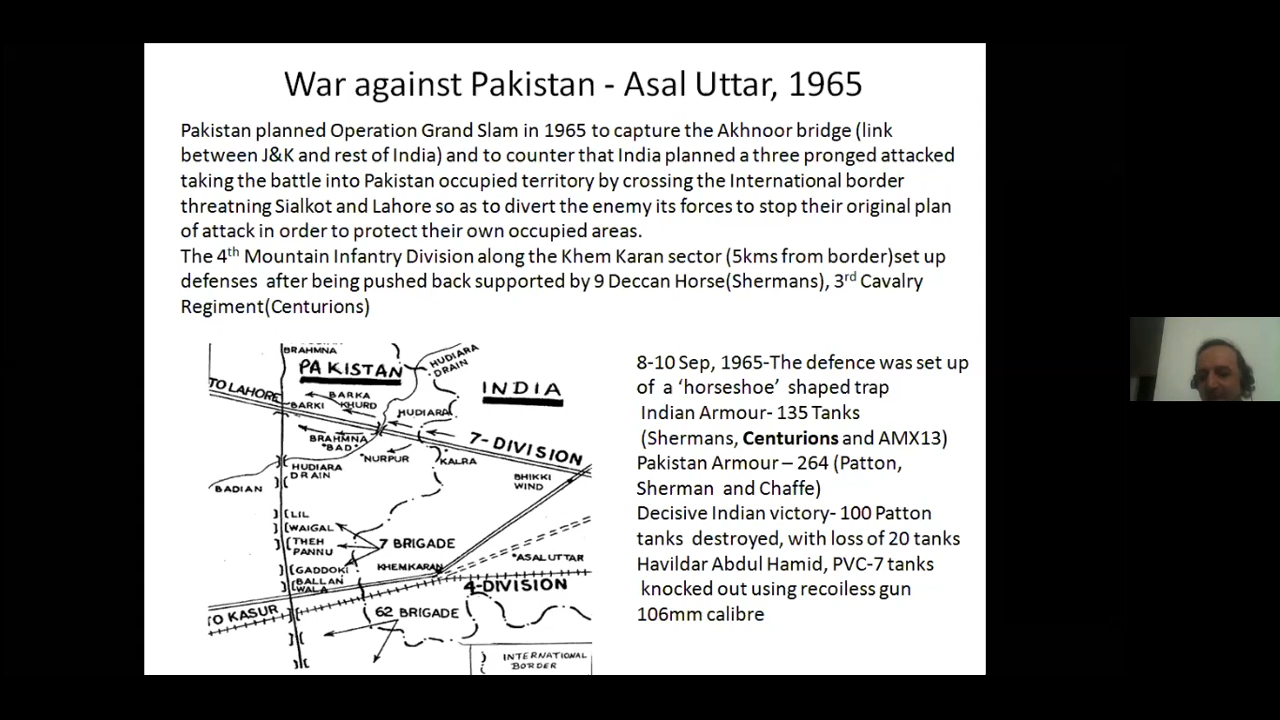 War against Pakistan - Asal Uttar, 1965
Pakistan planned Operation Grand Slam in 1965 to capture the Akhnoor bridge (link
between J&K and rest of India) and to counter that India planned a three pronged attacked
taking the battle into Pakistan occupied territory by crossing the International border
threatning Sialkot and Lahore so as to divert the enemy its forces to stop their original plan
of attack in order to protect their own occupied areas.
The 4th Mountain Infantry Division along the Khem Karan sector (5kms from border)set up
defenses after being pushed back supported by 9 Deccan Horse(Shermans), 3rd Cavalry
Regiment(Centurions)
BRAHMNA
PAKISTAN
HUDIARA
DRAIN
INDIA
TO LAHORE
BARKA
KHURD
BARKI
HUDIARA
BRAHMNA
"BAD"
7-DIVISION
NURPUR
KALRA
HUDIARA
DRAIN
BADIAN
BHIKKI
WIND
LIL
WAIGAL
THEH
PANNU
7 BRIGADE
GADDOKI
KHEMKARAN
ASAL UTTAR
BALLAN
WALA
4-DIVISION
TO KASUR
62 BRIGADE
INTERNATIONAL
BORDER
8-10 Sep, 1965-The defence was set up
of a ‘horseshoe’ shaped trap
Indian Armour- 135 Tanks
(Shermans, Centurions and AMX13)
Pakistan Armour – 264 (Patton,
Sherman and Chaffe)
Decisive Indian victory- 100 Patton
tanks destroyed, with loss of 20 tanks
Havildar Abdul Hamid, PVC-7 tanks
knocked out using recoiless gun
106mm calibre